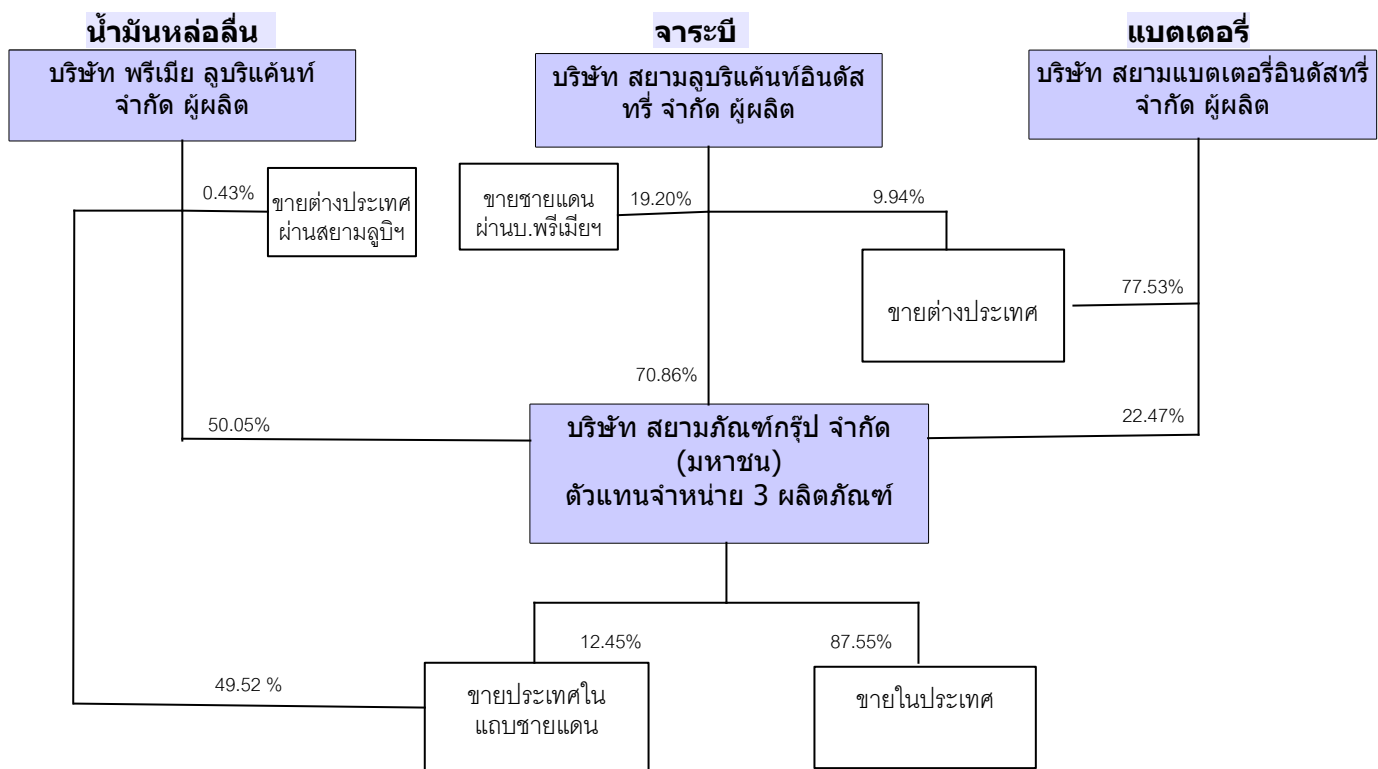 น้ำมันหล่อลื่น
จาระบี
แบตเตอรี่
บริษัท พรีเมีย ลูบริแค้นท์
จำกัด ผู้ผลิต
บริษัท สยามลูบริแค้นท์อินดัส
ทรี่ จำกัด ผู้ผลิต
บริษัท สยามแบตเตอรี่อินดัสทรี่
จำกัด ผู้ผลิต
0.43%
ขายต่างประเทศ
ผ่านสยามลูบิฯ
ขายชายแดน
ผ่านบ.พรีเมียฯ
19.20%
9.94%
ขายต่างประเทศ
77.53%
70.86%
50.05%
22.47%
บริษัท สยามภัณฑ์กรุ๊ป จำกัด
(มหาชน)
ตัวแทนจำหน่าย 3 ผลิตภัณฑ์
12.45%
87.55%
49.52 %
ขายประเทศใน
แถบชายแดน
ขายในประเทศ